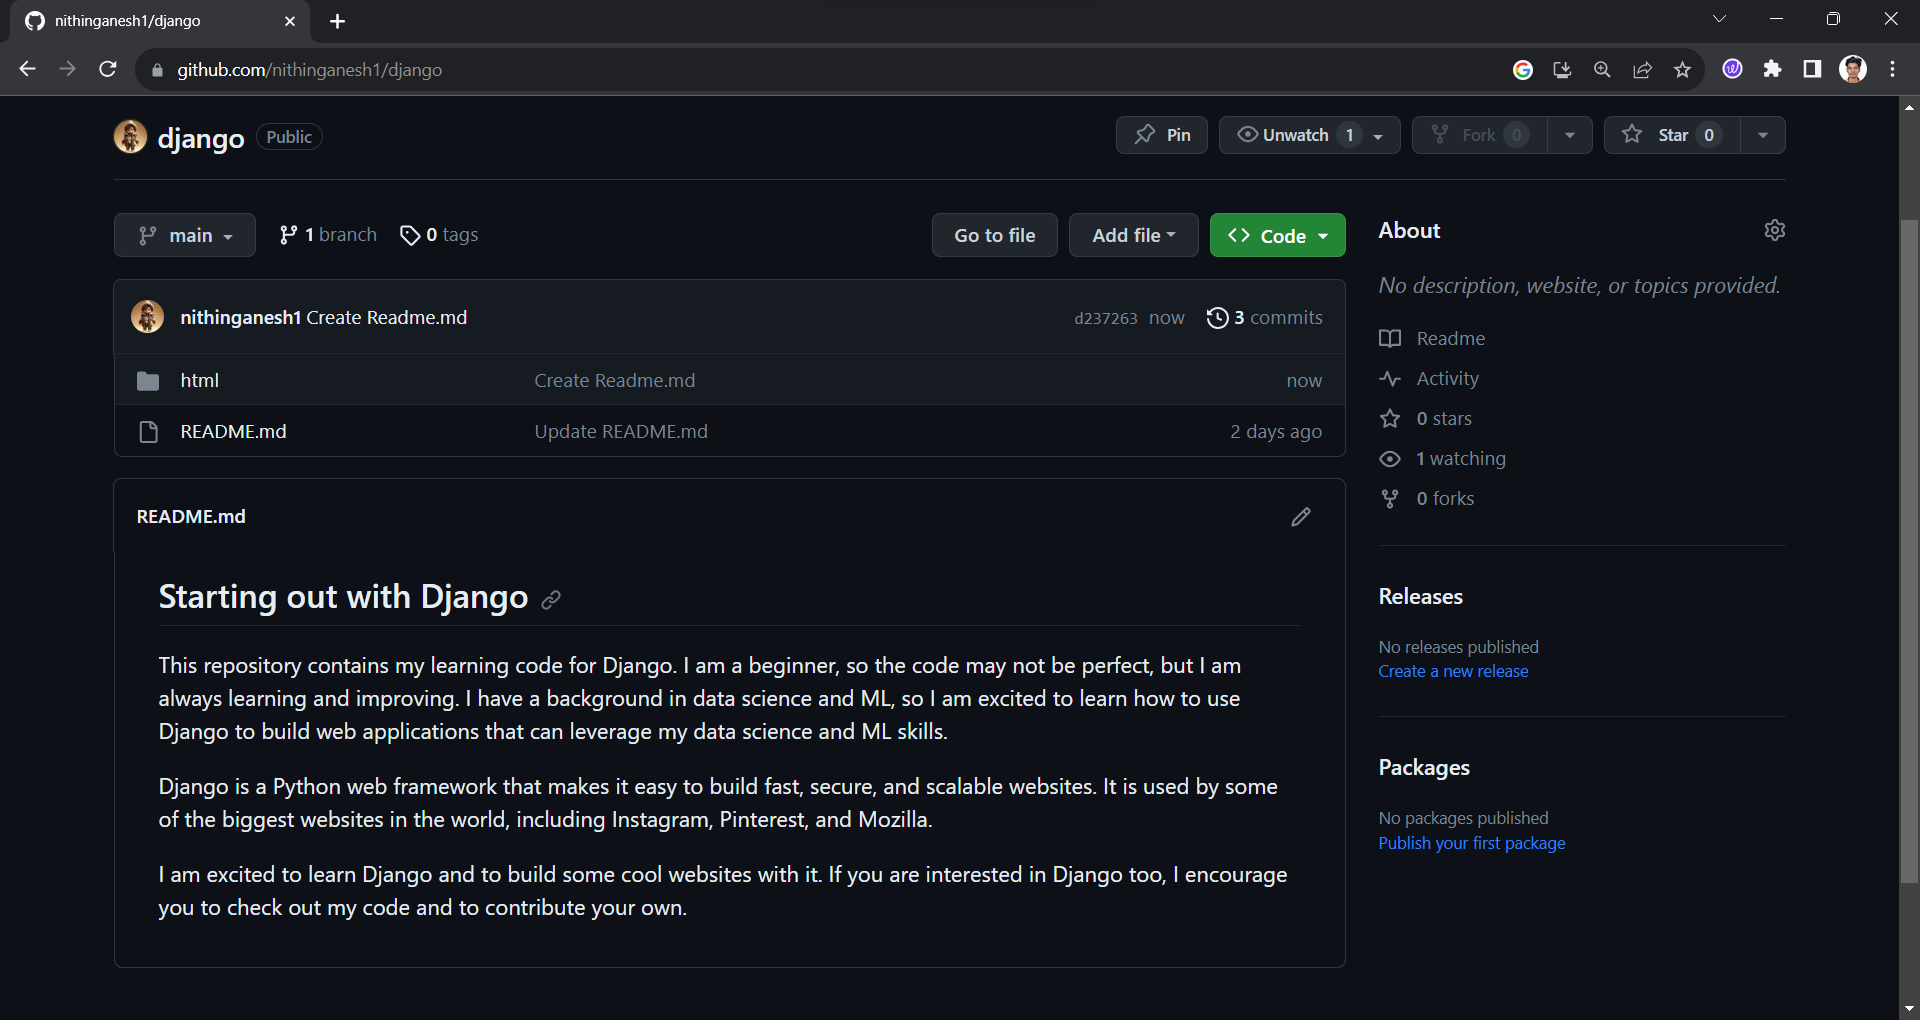 nithinganesh1/django
github.com/nithinganesh1/django
django Public
Pin
Unwatch 1
Fork 0
Star 0
main
1 branch
0 tags
Go to file
Add file
Code
nithinganesh1 Create Readme.md
d237263 now
3 commits
html Create Readme.md now
README.md Update README.md 2 days ago
README.md
Starting out with Django
This repository contains my learning code for Django. I am a beginner, so the code may not be perfect, but I am
always learning and improving. I have a background in data science and ML, so I am excited to learn how to use
Django to build web applications that can leverage my data science and ML skills.
Django is a Python web framework that makes it easy to build fast, secure, and scalable websites. It is used by some
of the biggest websites in the world, including Instagram, Pinterest, and Mozilla.
I am excited to learn Django and to build some cool websites with it. If you are interested in Django too, I encourage
you to check out my code and to contribute your own.
About
No description, website, or topics provided.
Readme
Activity
0 stars
1 watching
0 forks
Releases
No releases published
Create a new release
Packages
No packages published
Publish your first package